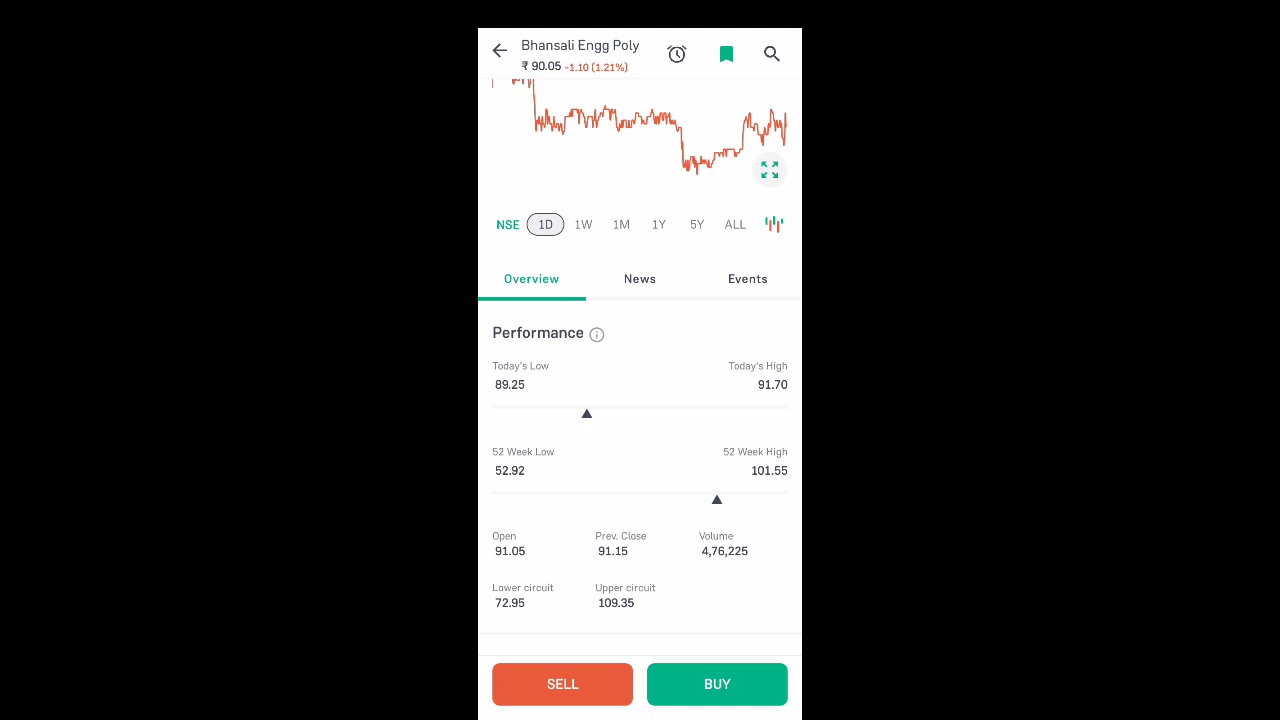 Bhansali Engg Poly
₹ 90.05 -1.10 (1.21%)
NSE 1D 1W 1M 1Y 5Y ALL
Overview News Events
Performance
Today's Low Today's High
89.25 91.70
52 Week Low 52 Week High
52.92 101.55
Open Prev. Close Volume
91.05 91.15 4,76,225
Lower circuit Upper circuit
72.95 109.35
SELL BUY